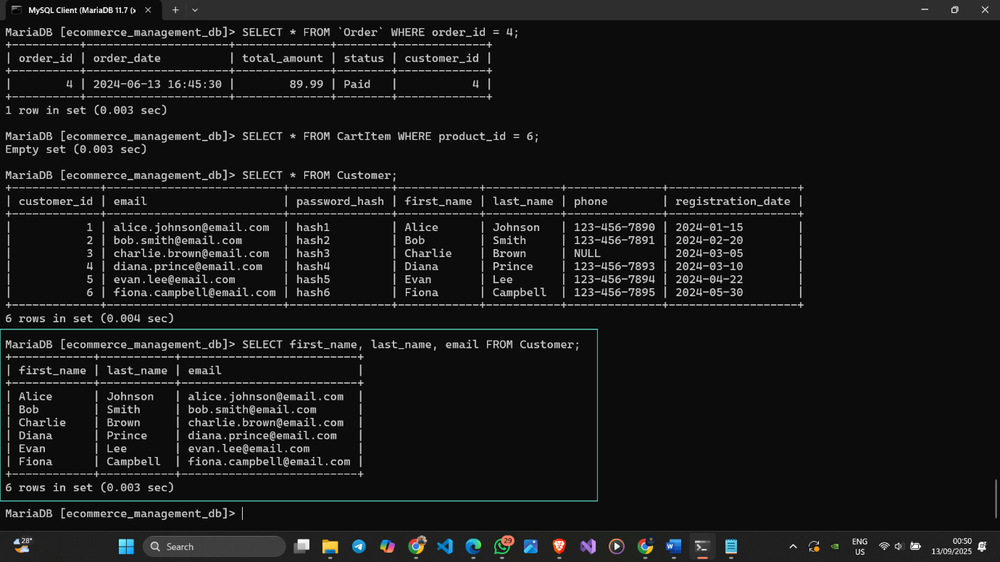 MySQL Client (MariaDB 11.7 (x
MariaDB [ecommerce_management_db]> SELECT * FROM `Order` WHERE order_id = 4;
+----------+---------------------+--------------+--------+-------------+
| order_id | order_date          | total_amount | status | customer_id |
+----------+---------------------+--------------+--------+-------------+
|        4 | 2024-06-13 16:45:30 |        89.99 | Paid   |           4 |
+----------+---------------------+--------------+--------+-------------+
1 row in set (0.003 sec)
MariaDB [ecommerce_management_db]> SELECT * FROM CartItem WHERE product_id = 6;
Empty set (0.003 sec)
MariaDB [ecommerce_management_db]> SELECT * FROM Customer;
+-------------+--------------------------+---------------+------------+-----------+--------------+-------------------+
| customer_id | email                    | password_hash | first_name | last_name | phone        | registration_date |
+-------------+--------------------------+---------------+------------+-----------+--------------+-------------------+
|           1 | alice.johnson@email.com  | hash1         | Alice      | Johnson   | 123-456-7890 | 2024-01-15        |
|           2 | bob.smith@email.com      | hash2         | Bob        | Smith     | 123-456-7891 | 2024-02-20        |
|           3 | charlie.brown@email.com  | hash3         | Charlie    | Brown     | NULL         | 2024-03-05        |
|           4 | diana.prince@email.com   | hash4         | Diana      | Prince    | 123-456-7893 | 2024-03-10        |
|           5 | evan.lee@email.com       | hash5         | Evan       | Lee       | 123-456-7894 | 2024-04-22        |
|           6 | fiona.campbell@email.com | hash6         | Fiona      | Campbell  | 123-456-7895 | 2024-05-30        |
+-------------+--------------------------+---------------+------------+-----------+--------------+-------------------+
6 rows in set (0.004 sec)
MariaDB [ecommerce_management_db]> SELECT first_name, last_name, email FROM Customer;
+------------+-----------+--------------------------+
| first_name | last_name | email                    |
+------------+-----------+--------------------------+
| Alice      | Johnson   | alice.johnson@email.com  |
| Bob        | Smith     | bob.smith@email.com      |
| Charlie    | Brown     | charlie.brown@email.com  |
| Diana      | Prince    | diana.prince@email.com   |
| Evan       | Lee       | evan.lee@email.com       |
| Fiona      | Campbell  | fiona.campbell@email.com |
+------------+-----------+--------------------------+
6 rows in set (0.003 sec)
MariaDB [ecommerce_management_db]>
28°
Search
29
ENG
US
00:50
13/09/2025